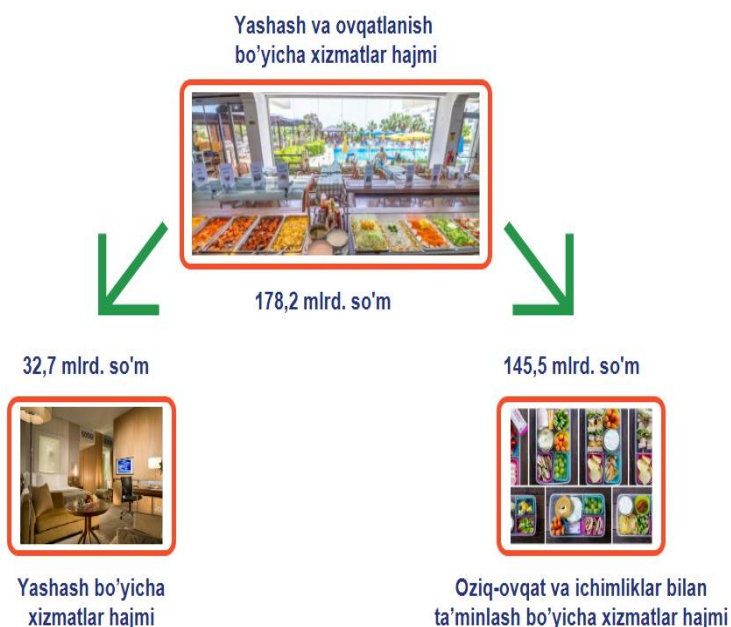 Yashash va ovqatlanish
bo’yicha xizmatlar hajmi
178,2 mlrd. so'm
32,7 mlrd. so'm
145,5 mlrd. so'm
Yashash bo’yicha
xizmatlar hajmi
Oziq-ovqat va ichimliklar bilan
ta’minlash bo’yicha xizmatlar hajmi